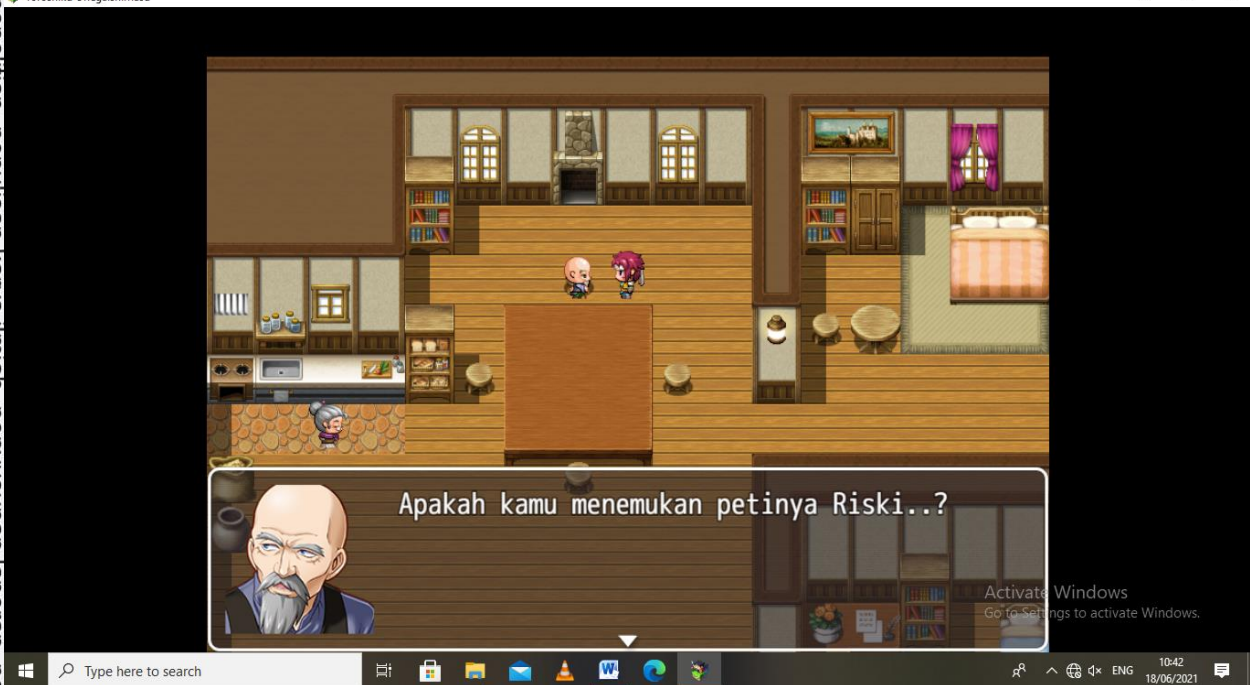 Apakah kamu menemukan petinya Riski..?
Activate Windows
Go to Settings to activate Windows.
Type here to search
W
ENG
10:42
18/06/2021